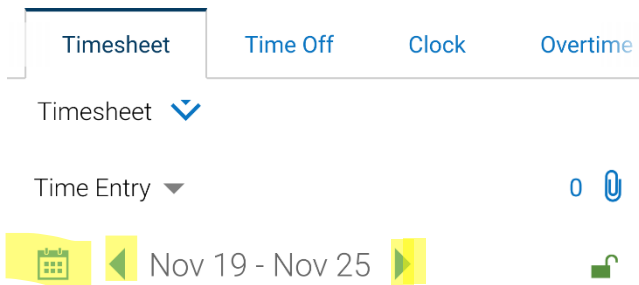 Timesheet Time Off Clock Overtime
Timesheet
Time Entry 0
Nov 19 - Nov 25